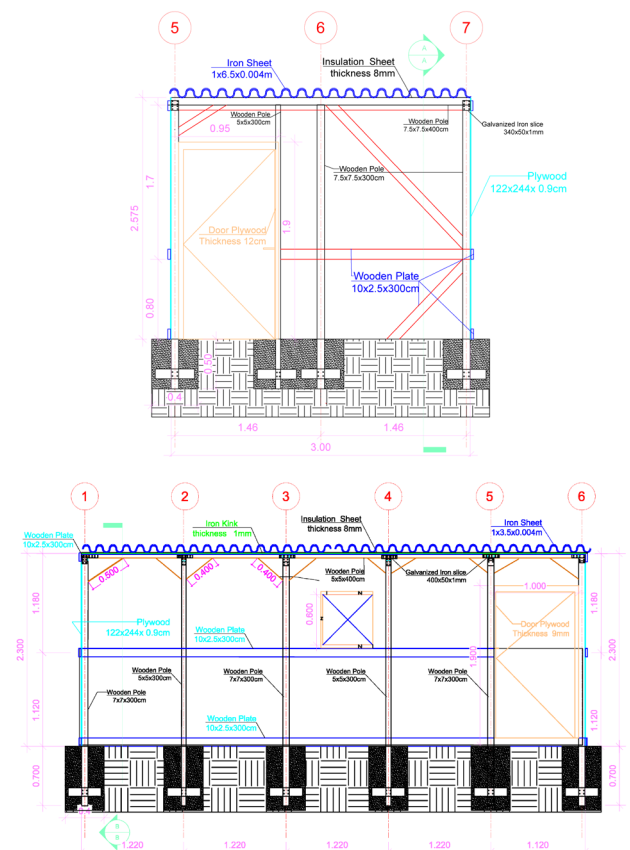 5
6
7
A
A
Iron Sheet
1x6.5x0.004m
Insulation Sheet
thickness 8mm
Wooden Pole
5x5x300cm
Wooden Pole
7.5x7.5x400cm
Galvanized Iron slice
340x50x1mm
0.95
Wooden Pole
7.5x7.5x300cm
Plywood
122x244x 0.9cm
1.7
2.575
1.9
Door Plywood
Thickness 12cm
Wooden Plate
10x2.5x300cm
0.80
0.50
0.4
1.46
1.46
3.00
1
2
3
4
5
6
Wooden Plate
10x2.5x300cm
Iron Kink
thickness 1mm
Insulation Sheet
thickness 8mm
Iron Sheet
1x3.5x0.004m
0.500
0.400
0.400
Wooden Pole
5x5x400cm
Galvanized Iron slice
400x50x1mm
1.000
1.180
0.600
1.180
Plywood
122x244x 0.9cm
Wooden Plate
10x2.5x300cm
Door Plywood
Thickness 9mm
2.300
1.900
2.300
Wooden Pole
5x5x300cm
Wooden Pole
7x7x300cm
Wooden Pole
5x5x300cm
Wooden Pole
7x7x300cm
Wooden Pole
7x7x300cm
1.120
Wooden Plate
10x2.5x300cm
1.120
0.700
0.700
B
B
1.220
1.220
1.220
1.220
1.120